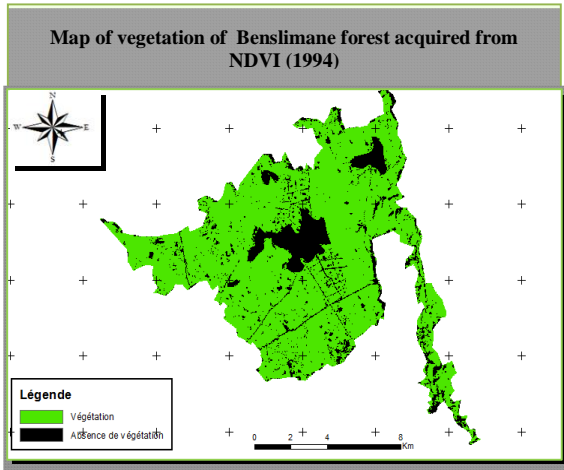 Map of vegetation of Benslimane forest acquired from
NDVI (1994)
N
W E
S
Légende
Végétation
Absence de végétation
0 2 4 8
Km